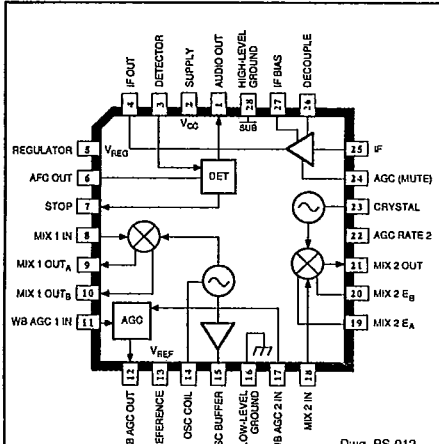 IF OUT
DETECTOR
SUPPLY
AUDIO OUT
HIGH-LEVEL
GROUND
IF BIAS
DECOUPLE
4
3
2
1
28
27
26
VCC
SUB
REGULATOR 5 VREG
AFC OUT 6
STOP 7
MIX 1 IN 8
MIX 1 OUTA 9
MIX 1 OUTB 10
WB AGC 1 IN 11
DET
AGC
25 IF
24 AGC (MUTE)
23 CRYSTAL
22 AGC RATE 2
21 MIX 2 OUT
20 MIX 2 EB
19 MIX 2 EA
VREF
12
13
14
15
16
17
18
B AGC OUT
REFERENCE
OSC COIL
SC BUFFER
LOW-LEVEL
GROUND
B AGC 2 IN
MIX 2 IN
Dwg. PS-012